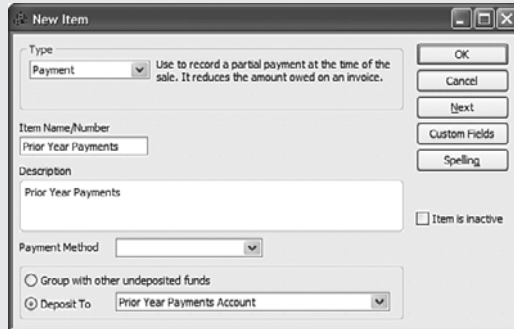 New Item
Type
Payment
Use to record a partial payment at the time of the
sale. It reduces the amount owed on an invoice.
OK
Cancel
Next
Custom Fields
Spelling
Item Name/Number
Prior Year Payments
Description
Prior Year Payments
Item is inactive
Payment Method
Group with other undeposited funds
Deposit To
Prior Year Payments Account